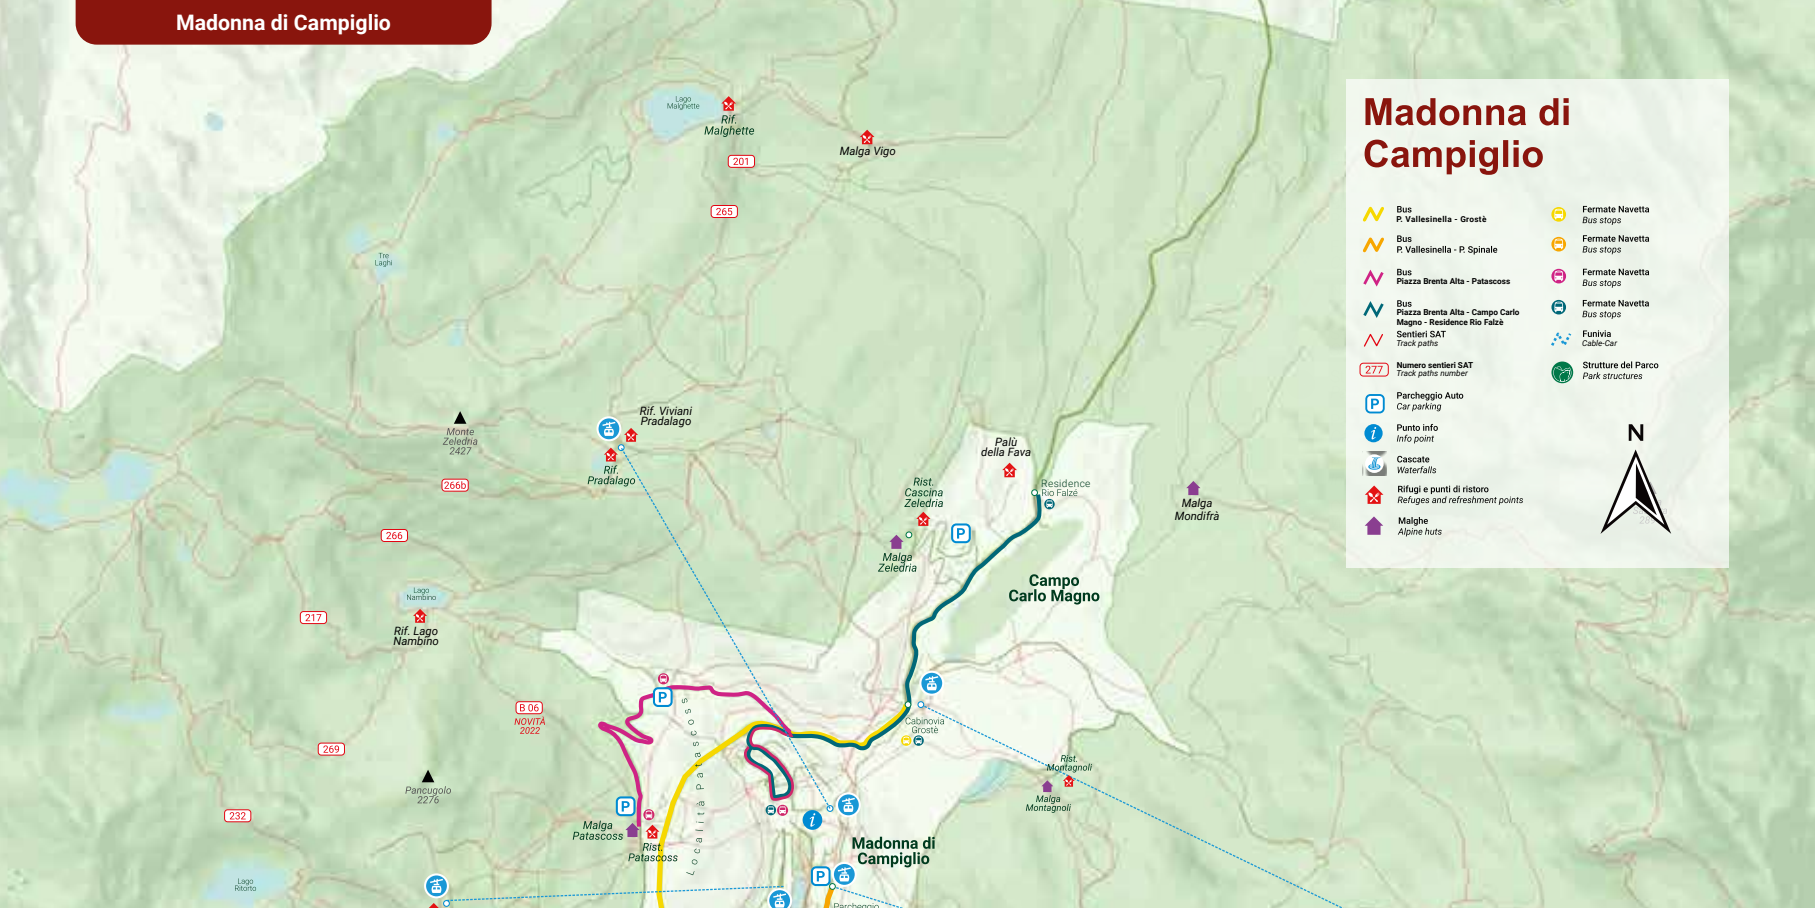 Madonna di Campiglio
Lago
Malghette
Rif.
Malghette
Malga Vigo
201
265
Tre
Laghi
Monte
Zeledria
2427
Rif. Viviani
Pradalago
Rif.
Pradalago
266b
266
Lago
Nambino
Rif. Lago
Nambino
217
B 06
NOVITÀ
2022
269
Pancugolo
2276
232
Lago
Ritorto
Malga
Patascoss
Rist.
Patascoss
Località Patascoss
P
P
Palù
della Fava
Rist.
Cascina
Zeledria
Malga
Zeledria
P
Residence
Rio Falzé
Malga
Mondifrà
Campo
Carlo Magno
Cabinovia
Grostè
Rist.
Montagnoli
Malga
Montagnoli
i
Madonna di
Campiglio
P
Parcheggio
Madonna di
Campiglio
Bus
P. Vallesinella - Grostè
Bus
P. Vallesinella - P. Spinale
Bus
Piazza Brenta Alta - Patascoss
Bus
Piazza Brenta Alta - Campo Carlo
Magno - Residence Rio Falzè
Sentieri SAT
Track paths
277
Numero sentieri SAT
Track paths number
P
Parcheggio Auto
Car parking
i
Punto info
Info point
Cascate
Waterfalls
Rifugi e punti di ristoro
Refuges and refreshment points
Malghe
Alpine huts
Fermate Navetta
Bus stops
Fermate Navetta
Bus stops
Fermate Navetta
Bus stops
Fermate Navetta
Bus stops
Funivia
Cable-Car
Strutture del Parco
Park structures
N